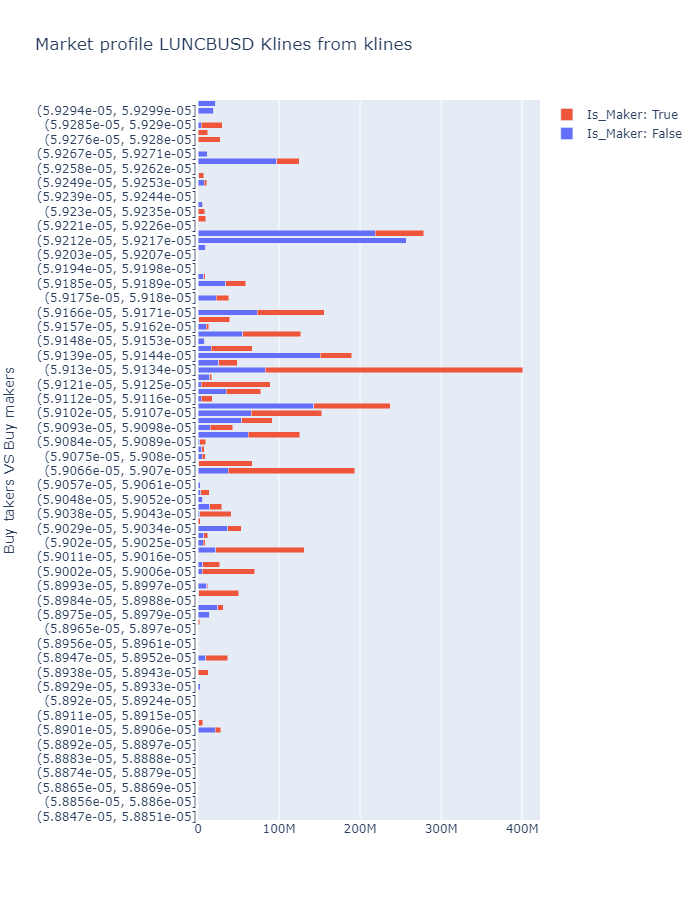 Market profile LUNCBUSD Klines from klines
Is_Maker: True
Is_Maker: False
Buy takers VS Buy makers
(5.9294e-05, 5.9299e-05]
(5.9285e-05, 5.929e-05]
(5.9276e-05, 5.928e-05]
(5.9267e-05, 5.9271e-05]
(5.9258e-05, 5.9262e-05]
(5.9249e-05, 5.9253e-05]
(5.9239e-05, 5.9244e-05]
(5.923e-05, 5.9235e-05]
(5.9221e-05, 5.9226e-05]
(5.9212e-05, 5.9217e-05]
(5.9203e-05, 5.9207e-05]
(5.9194e-05, 5.9198e-05]
(5.9185e-05, 5.9189e-05]
(5.9175e-05, 5.918e-05]
(5.9166e-05, 5.9171e-05]
(5.9157e-05, 5.9162e-05]
(5.9148e-05, 5.9153e-05]
(5.9139e-05, 5.9144e-05]
(5.913e-05, 5.9134e-05]
(5.9121e-05, 5.9125e-05]
(5.9112e-05, 5.9116e-05]
(5.9102e-05, 5.9107e-05]
(5.9093e-05, 5.9098e-05]
(5.9084e-05, 5.9089e-05]
(5.9075e-05, 5.908e-05]
(5.9066e-05, 5.907e-05]
(5.9057e-05, 5.9061e-05]
(5.9048e-05, 5.9052e-05]
(5.9038e-05, 5.9043e-05]
(5.9029e-05, 5.9034e-05]
(5.902e-05, 5.9025e-05]
(5.9011e-05, 5.9016e-05]
(5.9002e-05, 5.9006e-05]
(5.8993e-05, 5.8997e-05]
(5.8984e-05, 5.8988e-05]
(5.8975e-05, 5.8979e-05]
(5.8965e-05, 5.897e-05]
(5.8956e-05, 5.8961e-05]
(5.8947e-05, 5.8952e-05]
(5.8938e-05, 5.8943e-05]
(5.8929e-05, 5.8933e-05]
(5.892e-05, 5.8924e-05]
(5.8911e-05, 5.8915e-05]
(5.8901e-05, 5.8906e-05]
(5.8892e-05, 5.8897e-05]
(5.8883e-05, 5.8888e-05]
(5.8874e-05, 5.8879e-05]
(5.8865e-05, 5.8869e-05]
(5.8856e-05, 5.886e-05]
(5.8847e-05, 5.8851e-05]
0 100M 200M 300M 400M